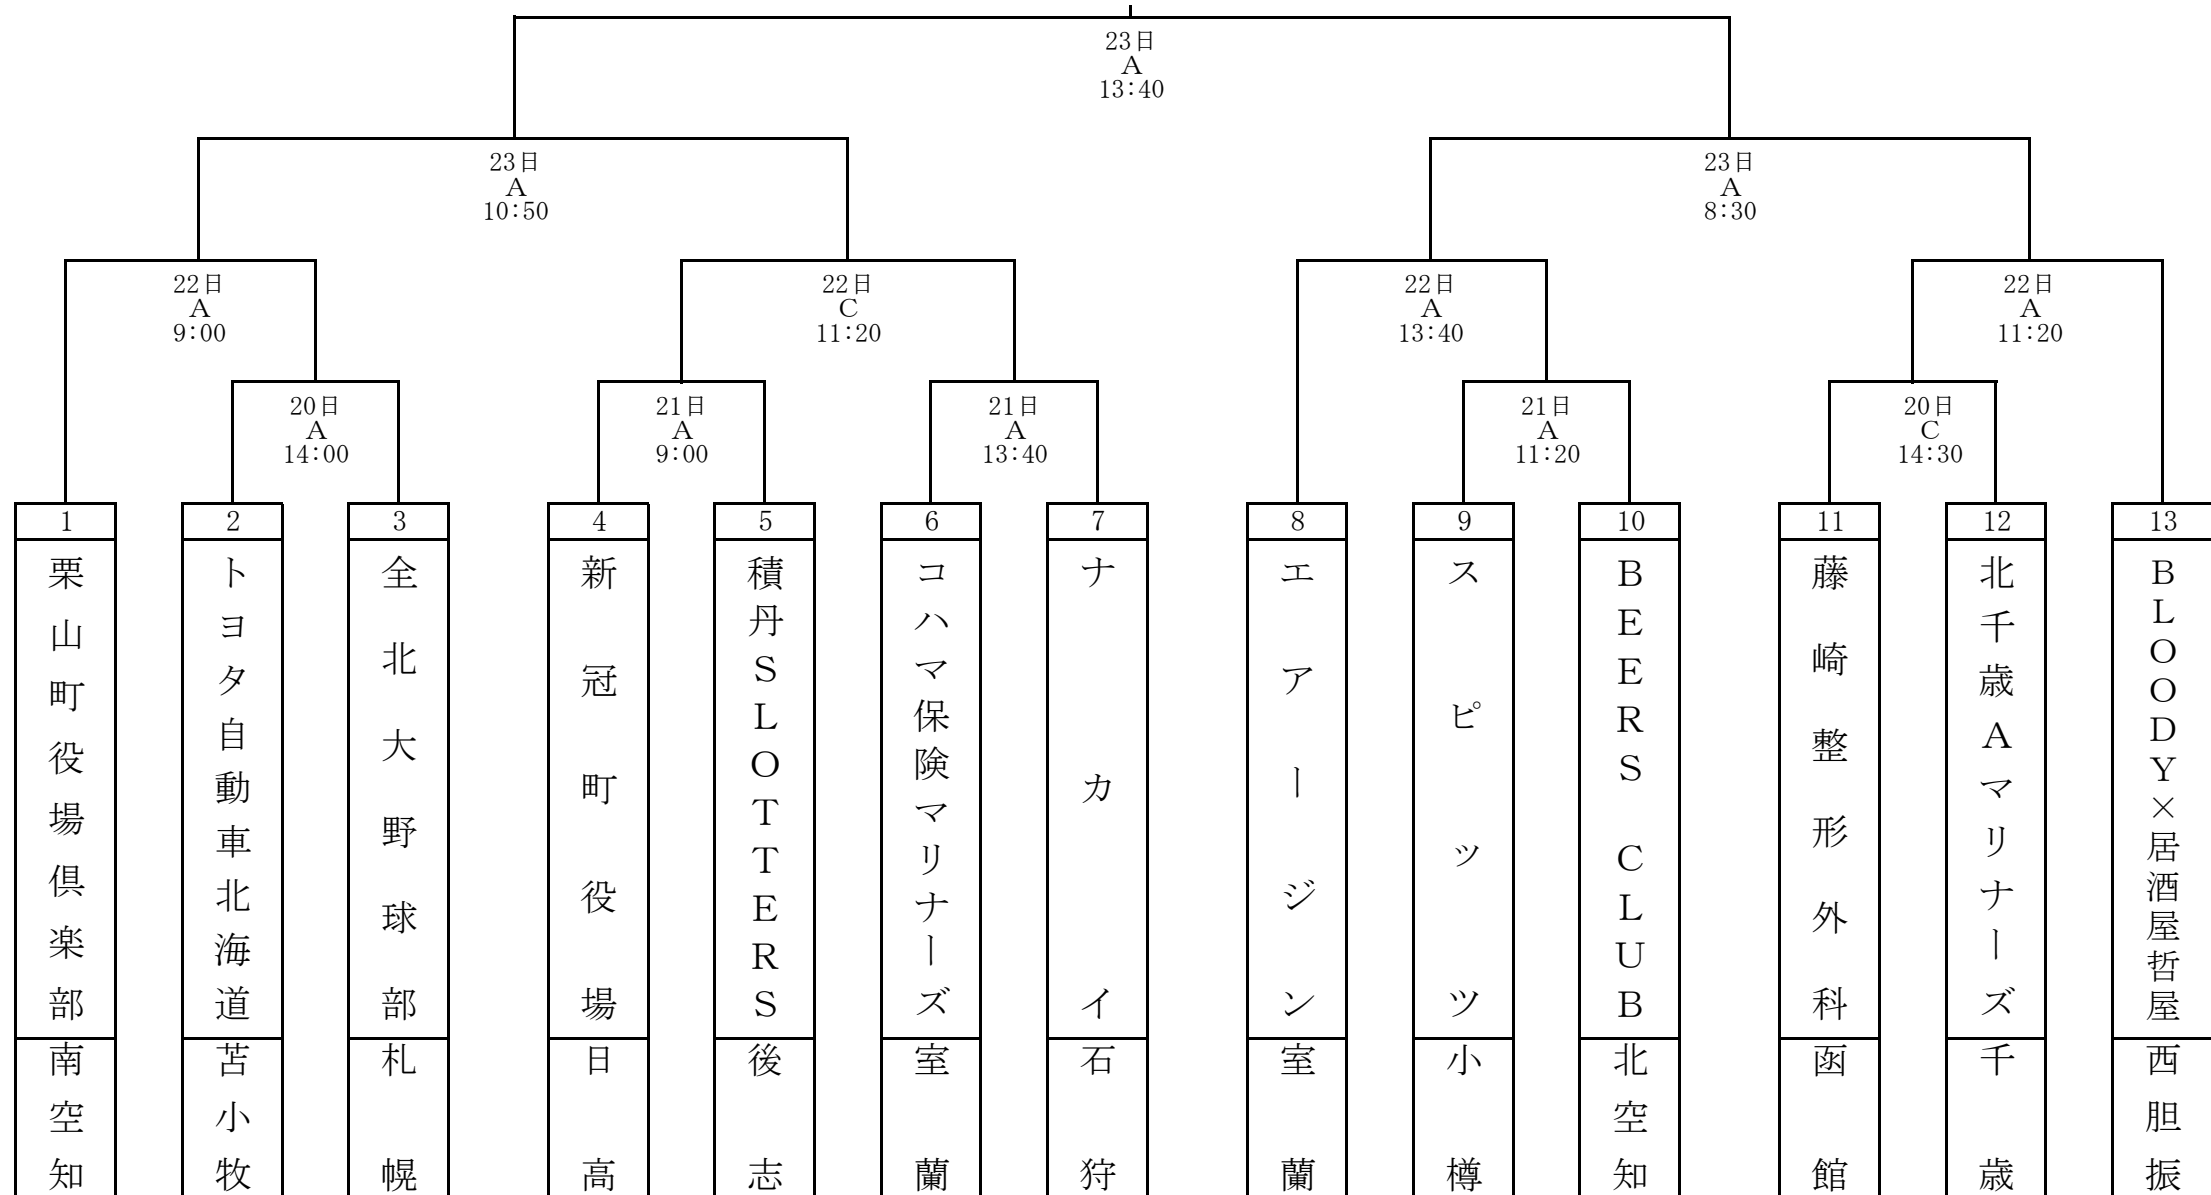 23日
A
13:40
23日
A
10:50
23日
A
8:30
22日
A
9:00
22日
C
11:20
22日
A
13:40
22日
A
11:20
20日
A
14:00
21日
A
9:00
21日
A
13:40
21日
A
11:20
20日
C
14:30
1
栗山町役場倶楽部
南空知
2
トヨタ自動車北海道
苫小牧
3
全北大野球部
札幌
4
新冠町役場
日高
5
積丹SLOTTERS
後志
6
コハマ保険マリナーズ
室蘭
7
ナカイ
石狩
8
エアージン
室蘭
9
スピッツ
小樽
10
BEERS CLUB
北空知
11
藤崎整形外科
函館
12
北千歳Aマリナーズ
千歳
13
BLOODY×居酒屋哲屋
西胆振